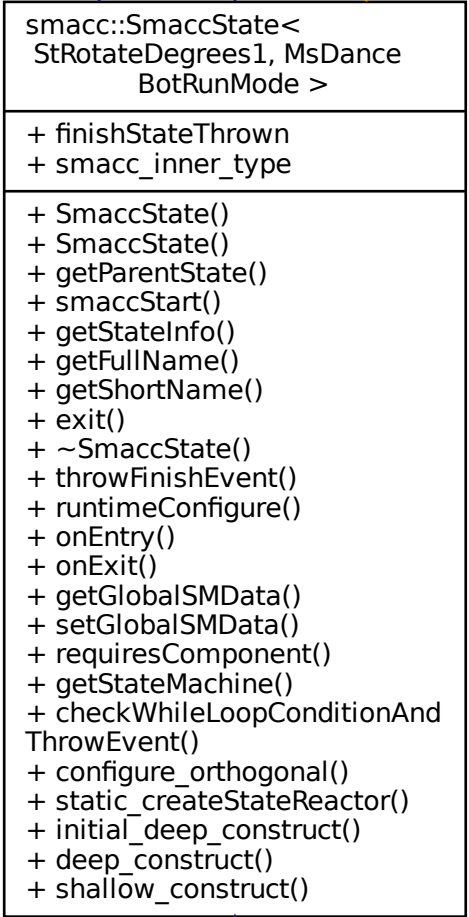 smacc::SmaccState<
StRotateDegrees1, MsDance
BotRunMode >
+ finishStateThrown
+ smacc_inner_type
+ SmaccState()
+ SmaccState()
+ getParentState()
+ smaccStart()
+ getStateInfo()
+ getFullName()
+ getShortName()
+ exit()
+ ~SmaccState()
+ throwFinishEvent()
+ runtimeConfigure()
+ onEntry()
+ onExit()
+ getGlobalSMData()
+ setGlobalSMData()
+ requiresComponent()
+ getStateMachine()
+ checkWhileLoopConditionAnd
ThrowEvent()
+ configure_orthogonal()
+ static_createStateReactor()
+ initial_deep_construct()
+ deep_construct()
+ shallow_construct()